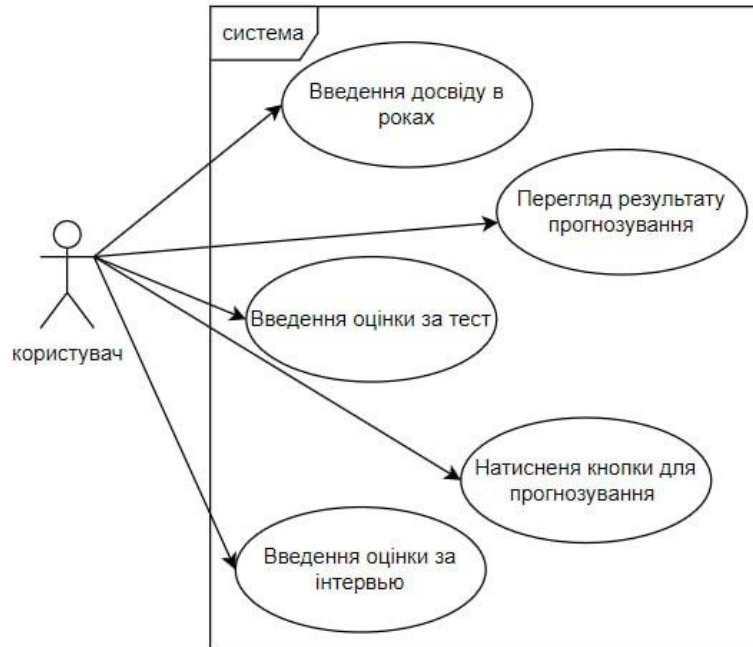 система
Введення досвіду в
роках
Перегляд результату
прогнозування
Введення оцінки за тест
користувач
Натисненя кнопки для
прогнозування
Введення оцінки за
інтервью